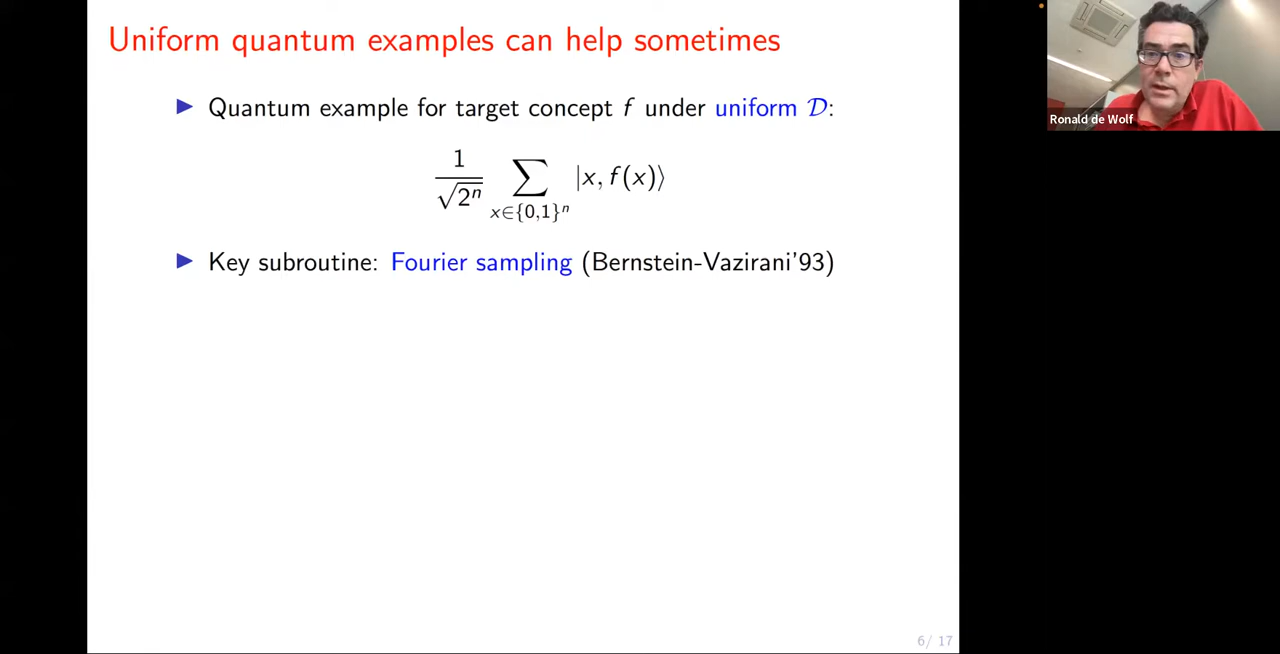 Uniform quantum examples can help sometimes
▶ Quantum example for target concept f under uniform 𝒟:
1/√2ⁿ ∑_{x∈{0,1}ⁿ} |x, f(x)⟩
▶ Key subroutine: Fourier sampling (Bernstein-Vazirani'93)
6/ 17
Ronald de Wolf